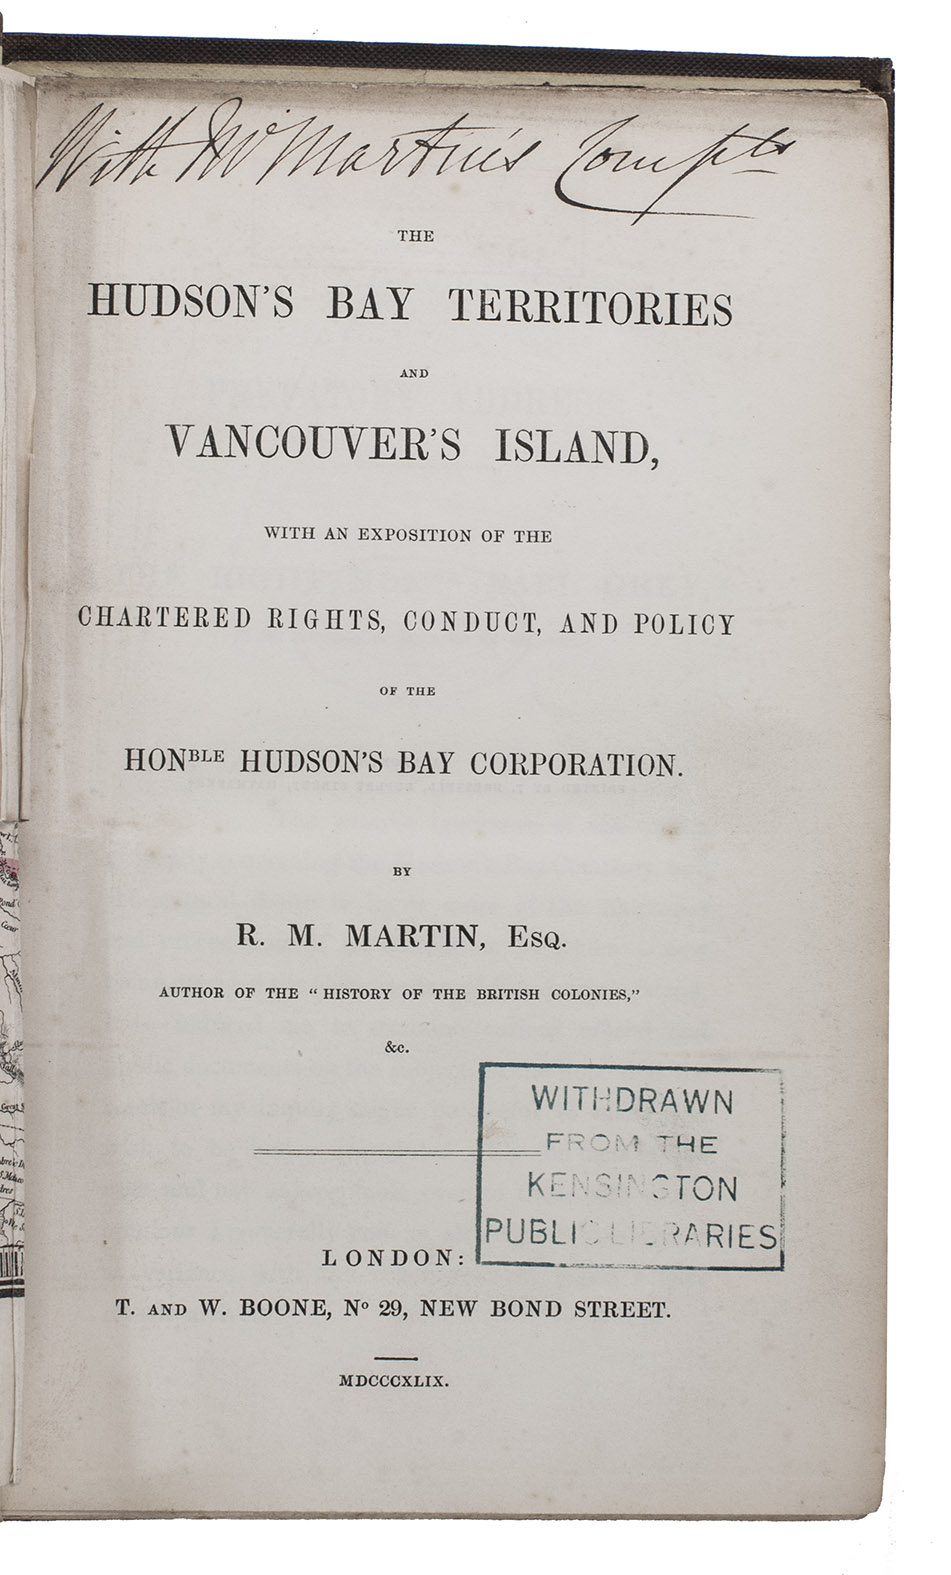 With Mr Martin's Compts
THE
HUDSON'S BAY TERRITORIES
AND
VANCOUVER'S ISLAND,
WITH AN EXPOSITION OF THE
CHARTERED RIGHTS, CONDUCT, AND POLICY
OF THE
HONBLE HUDSON'S BAY CORPORATION.
BY
R. M. MARTIN, ESQ.
AUTHOR OF THE “HISTORY OF THE BRITISH COLONIES,”
&c.
WITHDRAWN
FROM THE
KENSINGTON
PUBLIC LIBRARIES
LONDON:
T. AND W. BOONE, No 29, NEW BOND STREET.
MDCCCXLIX.